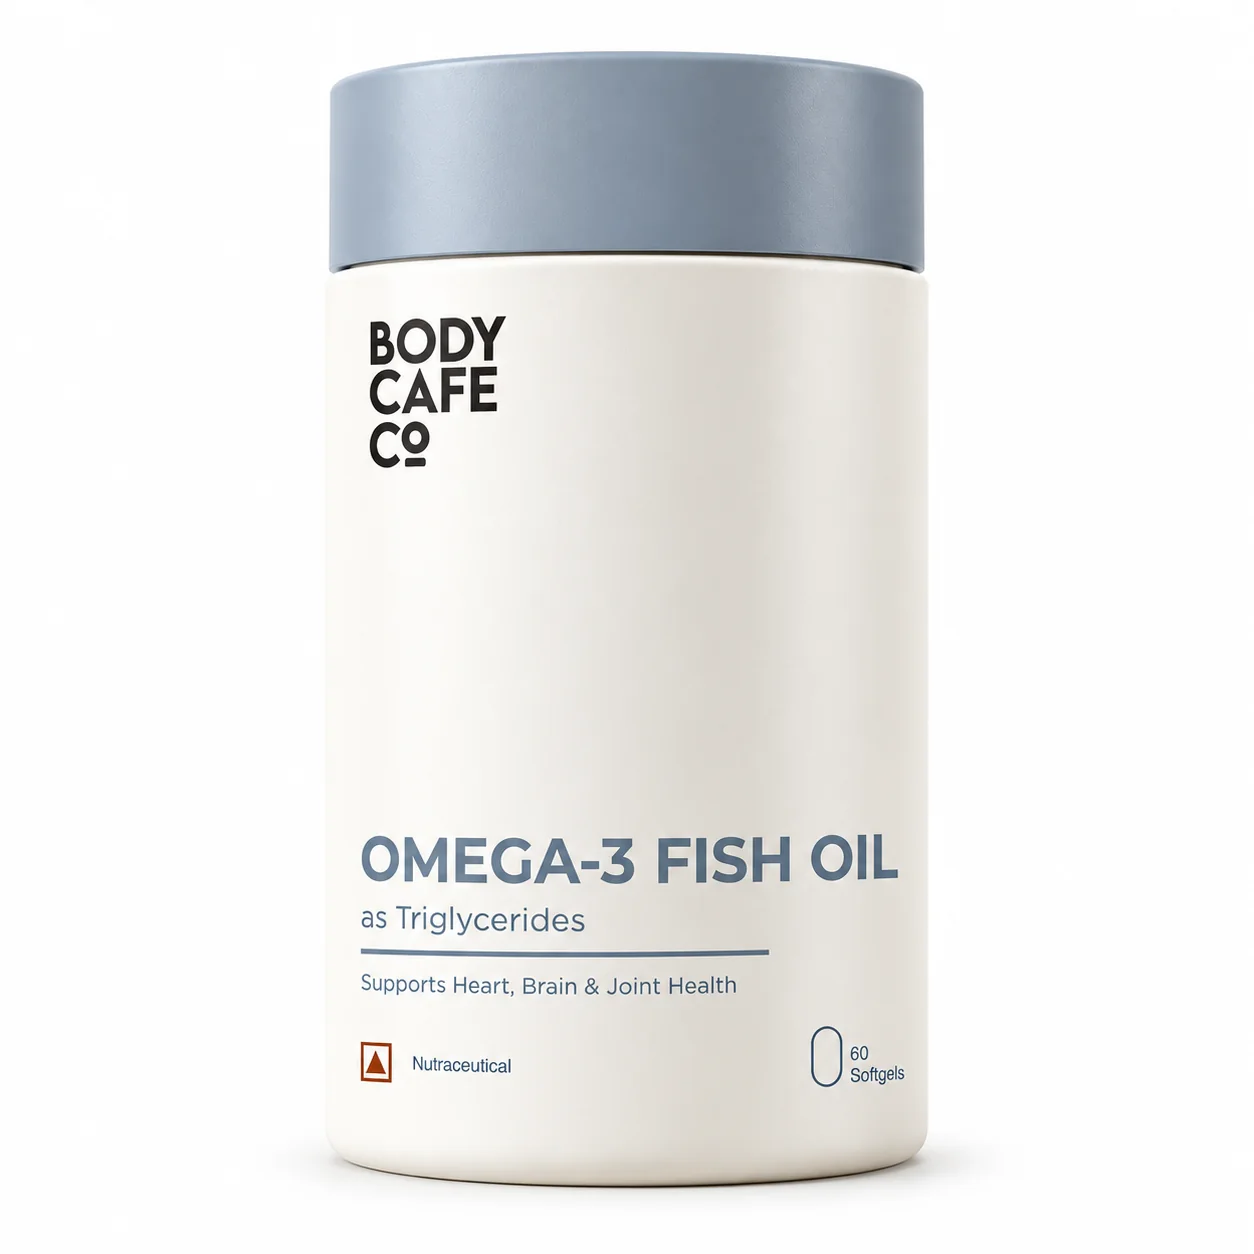 BODY
CAFE
Co
OMEGA-3 FISH OIL
as Triglycerides
Supports Heart, Brain & Joint Health
Nutraceutical
60
Softgels